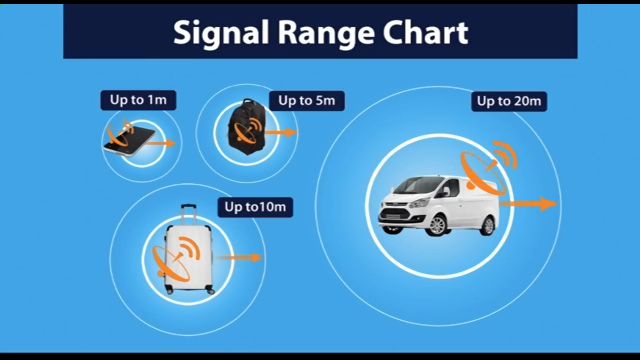 Signal Range Chart
Up to 1m
Up to 5m
Up to 20m
Up to10m